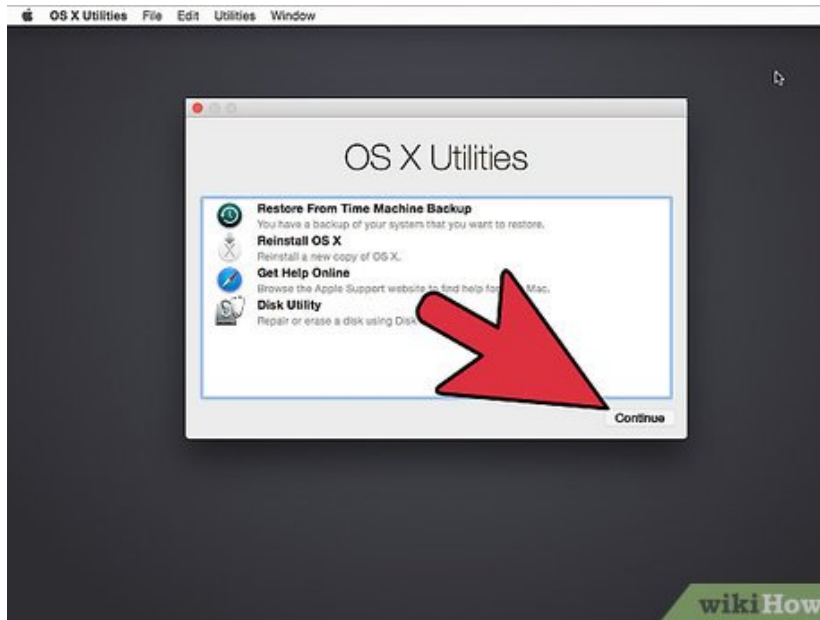 OS X Utilities File Edit Utilities Window
OS X Utilities
Restore From Time Machine Backup
You have a backup of your system that you want to restore.
Reinstall OS X
Reinstall a new copy of OS X.
Get Help Online
Browse the Apple Support website to find help for Mac.
Disk Utility
Repair or erase a disk using Disk
Continue
wikiHow